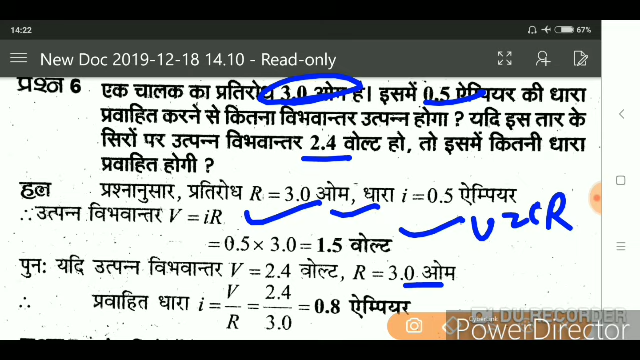 14:22
67%
New Doc 2019-12-18 14.10 - Read-only
प्रश्न 6 एक चालक का प्रतिरोध 3.0 ओम है। इसमें 0.5 ऐम्पियर की धारा
प्रवाहित करने से कितना विभवान्तर उत्पन्न होगा ? यदि इस तार के
सिरों पर उत्पन्न विभवान्तर 2.4 वोल्ट हो, तो इसमें कितनी धारा
प्रवाहित होगी ?
हल प्रश्नानुसार, प्रतिरोध R = 3.0 ओम, धारा i = 0.5 ऐम्पियर
∴ उत्पन्न विभवान्तर V = iR
V = iR
= 0.5 × 3.0 = 1.5 वोल्ट
पुनः यदि उत्पन्न विभवान्तर V = 2.4 वोल्ट, R = 3.0 ओम
∴ प्रवाहित धारा i = V/R = 2.4/3.0 = 0.8 ऐम्पियर
DU RECORDER
CyberLink
PowerDirector